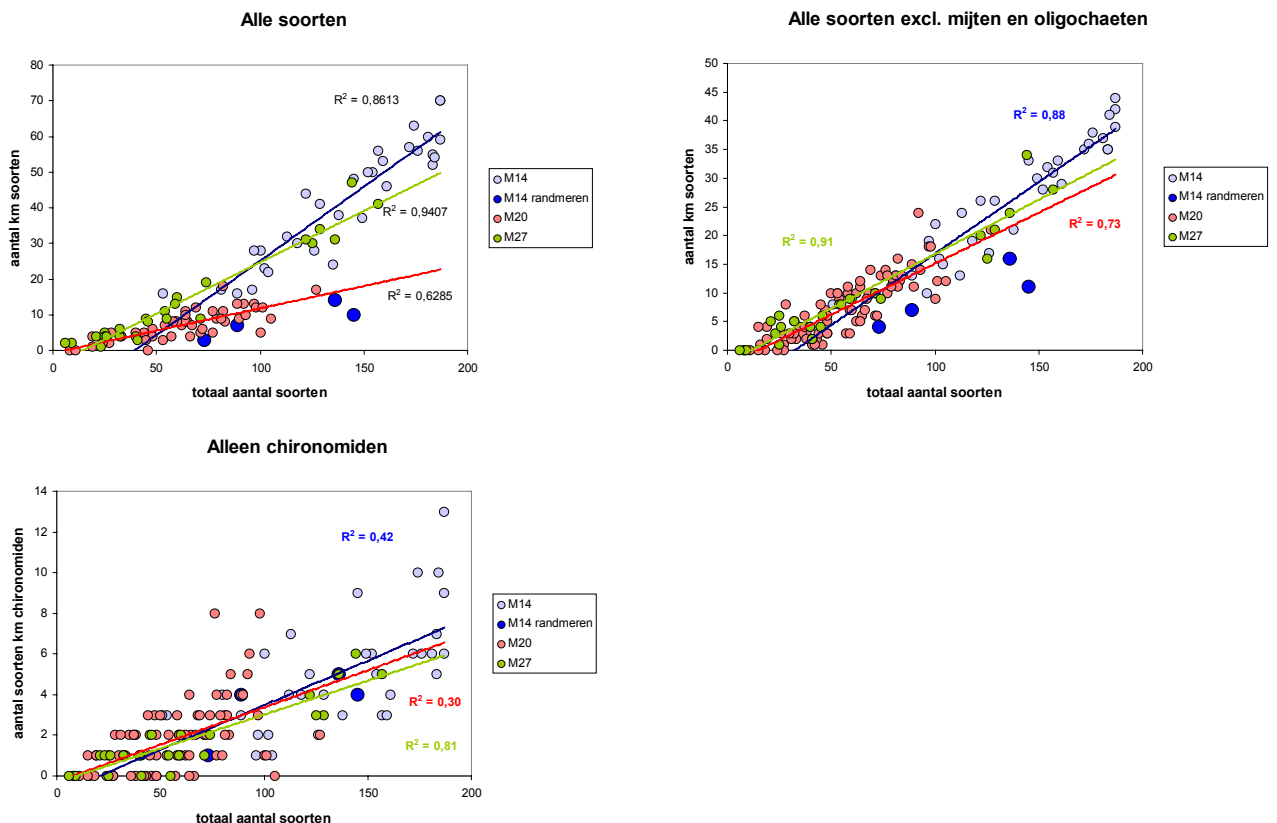 Alle soorten
80
70
60
50
40
30
20
10
0
aantal km soorten
R² = 0,8613
R² = 0,9407
R² = 0,6285
0
50
100
150
200
totaal aantal soorten
M14
M14 randmeren
M20
M27
Alle soorten excl. mijten en oligochaeten
50
45
40
35
30
25
20
15
10
5
0
aantal km soorten
R² = 0,88
R² = 0,91
R² = 0,73
0
50
100
150
200
totaal aantal soorten
M14
M14 randmeren
M20
M27
Alleen chironomiden
14
12
10
8
6
4
2
0
aantal soorten km chironomiden
R² = 0,42
R² = 0,30
R² = 0,81
0
50
100
150
200
totaal aantal soorten
M14
M14 randmeren
M20
M27